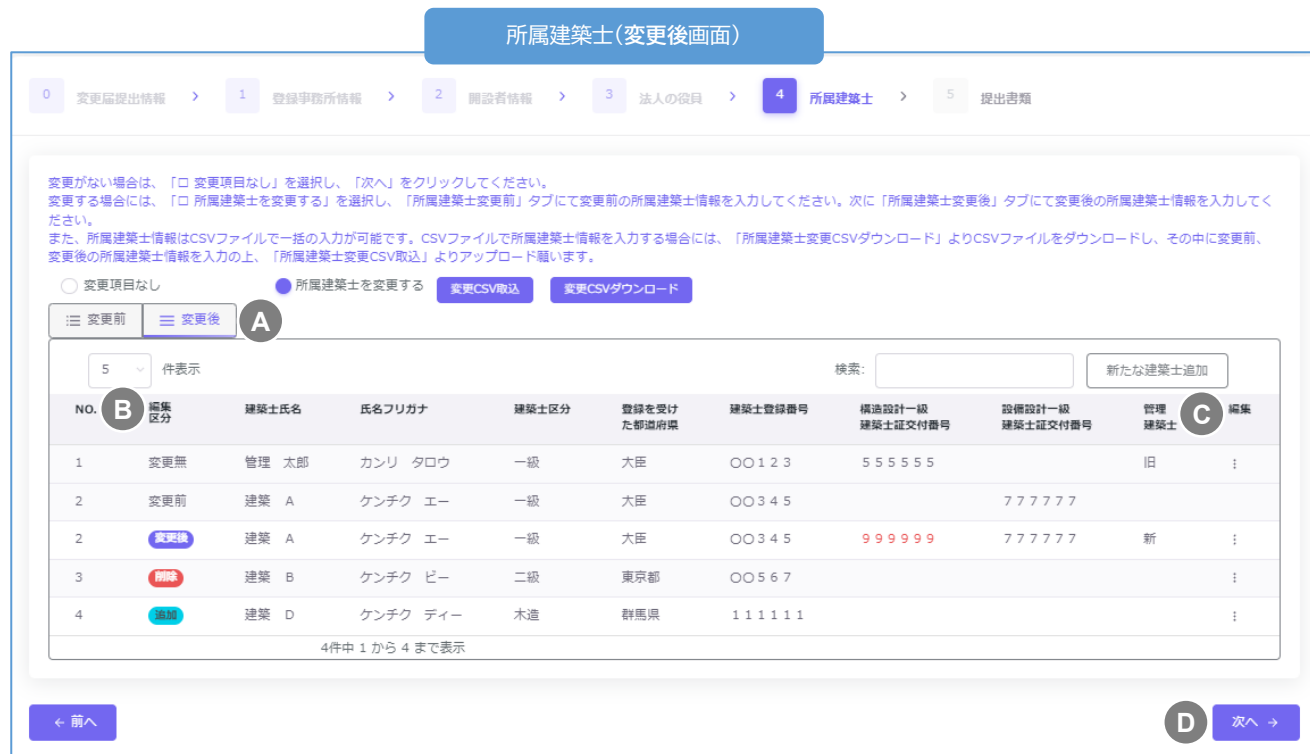 所属建築士(変更後画面)
0 変更届提出情報 > 1 登録事務所情報 > 2 開設者情報 > 3 法人の役員 > 4 所属建築士 > 5 提出書類
変更がない場合は、「□ 変更項目なし」を選択し、「次へ」をクリックしてください。
変更する場合には、「□ 所属建築士を変更する」を選択し、「所属建築士変更前」タブにて変更前の所属建築士情報を入力してください。次に「所属建築士変更後」タブにて変更後の所属建築士情報を入力してく
ださい。
また、所属建築士情報はCSVファイルで一括の入力が可能です。CSVファイルで所属建築士情報を入力する場合には、「所属建築士変更CSVダウンロード」よりCSVファイルをダウンロードし、その中に変更前、
変更後の所属建築士情報を入力の上、「所属建築士変更CSV取込」よりアップロード願います。
変更項目なし 所属建築士を変更する 変更CSV取込 変更CSVダウンロード
変更前 変更後 A
5 件表示 検索: 新たな建築士追加
NO. B 編集区分 建築士氏名 氏名フリガナ 建築士区分 登録を受けた都道府県 建築士登録番号 構造設計一級建築士証交付番号 設備設計一級建築士証交付番号 管理建築士 C 編集
1 変更無 管理 太郎 カンリ タロウ 一級 大臣 〇〇123 555555 旧
2 変更前 建築 A ケンチク エー 一級 大臣 〇〇345 777777
2 変更後 建築 A ケンチク エー 一級 大臣 〇〇345 999999 777777 新
3 削除 建築 B ケンチク ビー 二級 東京都 〇〇567
4 追加 建築 D ケンチク ディー 木造 群馬県 111111
4件中 1 から 4 まで表示
← 前へ D 次へ →